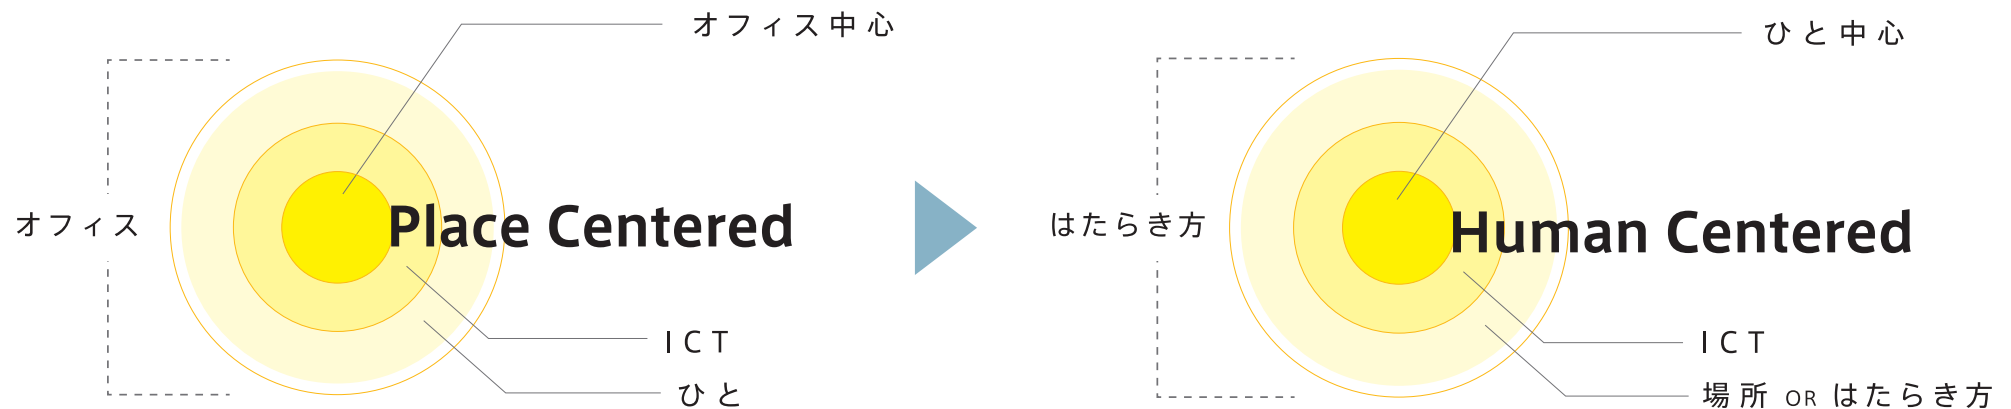 オフィス中心
オフィス
Place Centered
ICT
ひと
ひと中心
はたらき方
Human Centered
ICT
場所 OR はたらき方